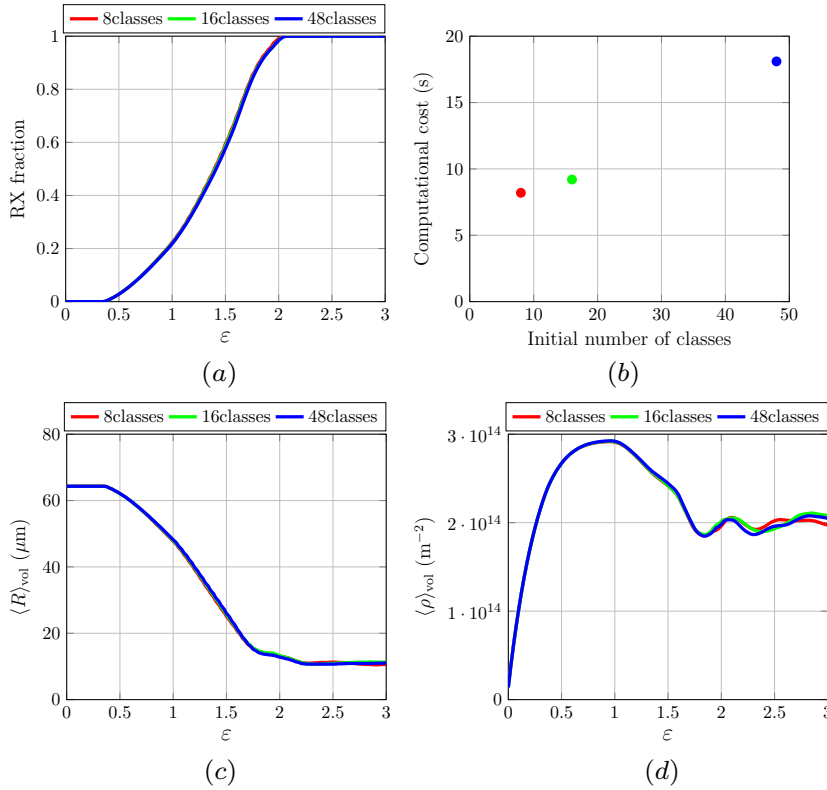 8classes 16classes 48classes
1
0.8
0.6
0.4
0.2
0
RX fraction
0 0.5 1 1.5 2 2.5 3
ε
(a)
20
15
10
5
0
Computational cost (s)
0 10 20 30 40 50
Initial number of classes
(b)
8classes 16classes 48classes
80
60
40
20
0
⟨R⟩vol (μm)
0 0.5 1 1.5 2 2.5 3
ε
(c)
8classes 16classes 48classes
3 · 10^14
2 · 10^14
1 · 10^14
0
⟨ρ⟩vol (m^−2)
0 0.5 1 1.5 2 2.5 3
ε
(d)